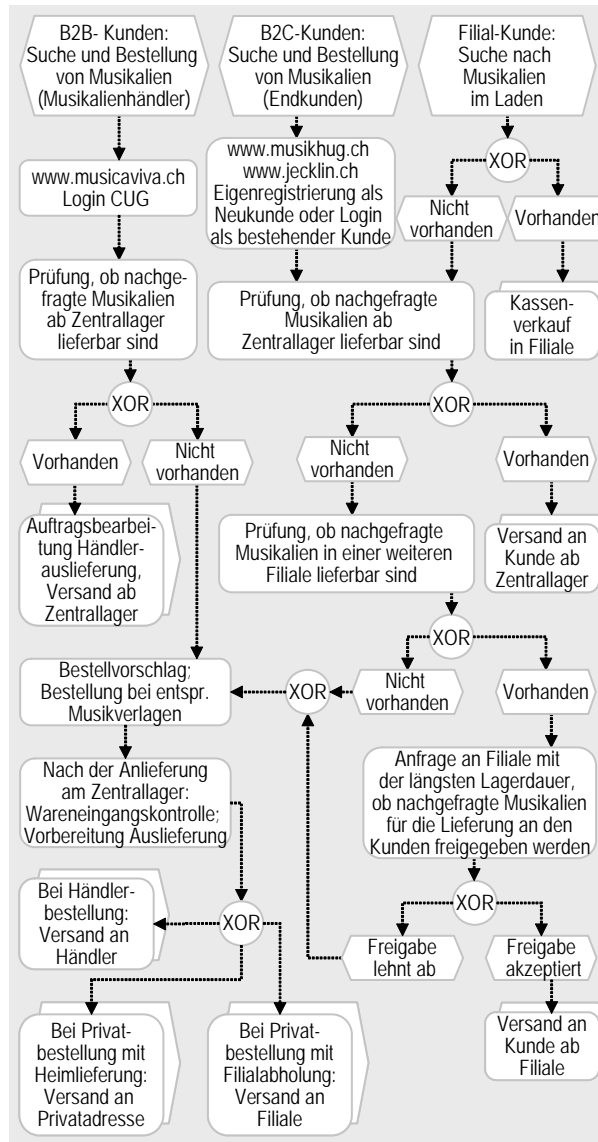 B2B- Kunden:
Suche und Bestellung
von Musikalien
(Musikalienhändler)
B2C-Kunden:
Suche und Bestellung
von Musikalien
(Endkunden)
Filial-Kunde:
Suche nach
Musikalien
im Laden
www.musicaviva.ch
Login CUG
www.musikhug.ch
www.jecklin.ch
Eigenregistrierung als
Neukunde oder Login
als bestehender Kunde
XOR
Nicht
vorhanden
Vorhanden
Prüfung, ob nachge-
fragte Musikalien
ab Zentrallager
lieferbar sind
Prüfung, ob nachgefragte
Musikalien ab
Zentrallager lieferbar sind
Kassen-
verkauf
in Filiale
XOR
XOR
Vorhanden
Nicht
vorhanden
Nicht
vorhanden
Vorhanden
Auftragsbearbei-
tung Händler-
auslieferung,
Versand ab
Zentrallager
Prüfung, ob nachgefragte
Musikalien in einer weiteren
Filiale lieferbar sind
Versand an
Kunde ab
Zentrallager
XOR
Bestellvorschlag;
Bestellung bei entspr.
Musikverlagen
XOR
Nicht
vorhanden
Vorhanden
Nach der Anlieferung
am Zentrallager:
Wareneingangskontrolle;
Vorbereitung Auslieferung
Anfrage an Filiale mit
der längsten Lagerdauer,
ob nachgefragte Musikalien
für die Lieferung an den
Kunden freigegeben werden
Bei Händler-
bestellung:
Versand an
Händler
XOR
XOR
Freigabe
lehnt ab
Freigabe
akzeptiert
Bei Privat-
bestellung mit
Heimlieferung:
Versand an
Privatadresse
Bei Privat-
bestellung mit
Filialabholung:
Versand an
Filiale
Versand an
Kunde ab
Filiale